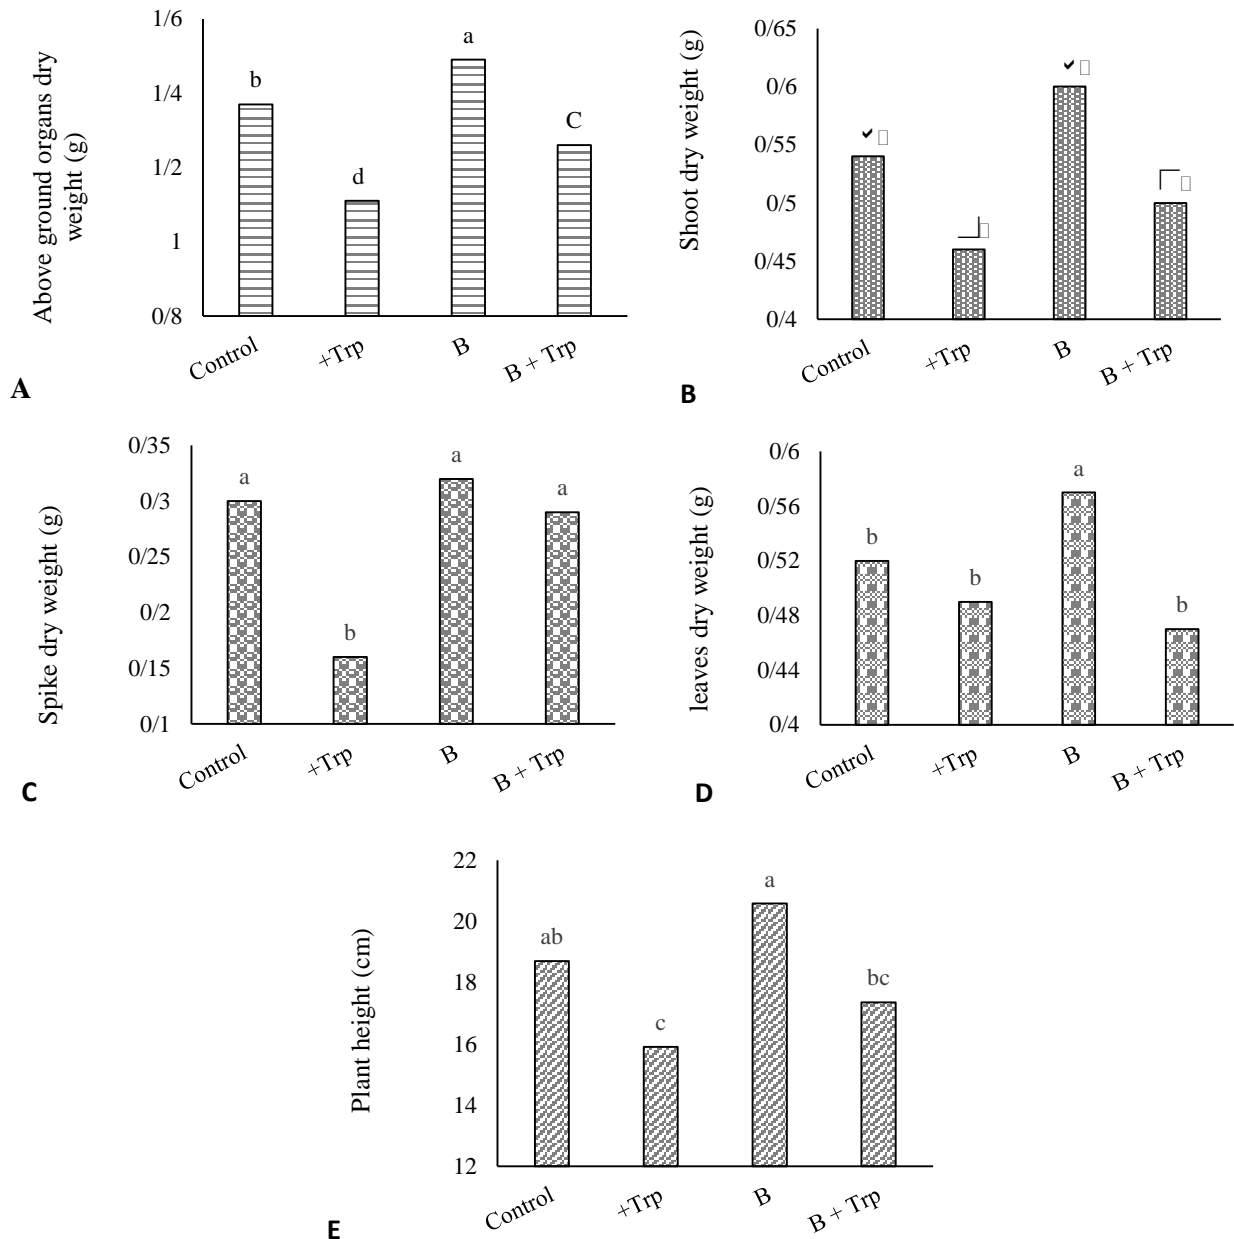 1/6
1/4
1/2
1
0/8
Above ground organs dry
weight (g)
b
d
a
C
Control
+Trp
B
B + Trp
A
0/65
0/6
0/55
0/5
0/45
0/4
Shoot dry weight (g)
Control
+Trp
B
B + Trp
B
0/35
0/3
0/25
0/2
0/15
0/1
Spike dry weight (g)
a
b
a
a
Control
+Trp
B
B + Trp
C
0/6
0/56
0/52
0/48
0/44
0/4
leaves dry weight (g)
b
b
a
b
Control
+Trp
B
B + Trp
D
22
20
18
16
14
12
Plant height (cm)
ab
c
a
bc
Control
+Trp
B
B + Trp
E